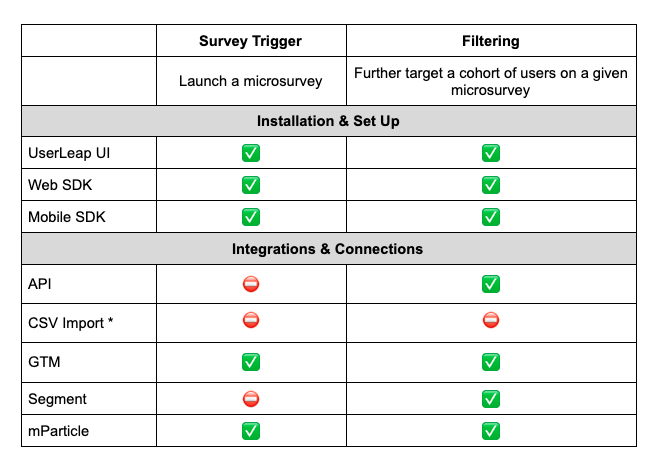 Survey Trigger
Filtering
Launch a microsurvey
Further target a cohort of users on a given
microsurvey
Installation & Set Up
UserLeap UI
Web SDK
Mobile SDK
Integrations & Connections
API
CSV Import *
GTM
Segment
mParticle